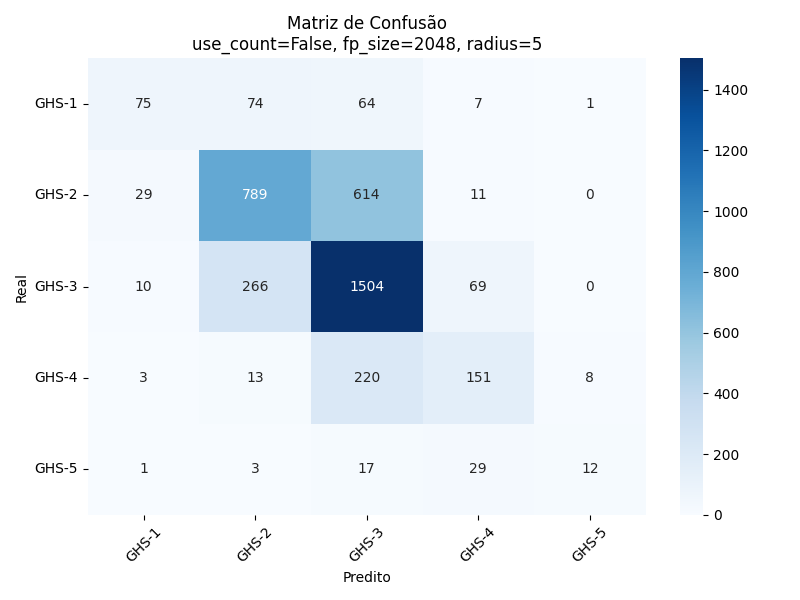 Matriz de Confusão
use_count=False, fp_size=2048, radius=5
GHS-1 75 74 64 7 1
GHS-2 29 789 614 11 0
GHS-3 10 266 1504 69 0
GHS-4 3 13 220 151 8
GHS-5 1 3 17 29 12
GHS-1 GHS-2 GHS-3 GHS-4 GHS-5
Predito
Real
1400
1200
1000
800
600
400
200
0